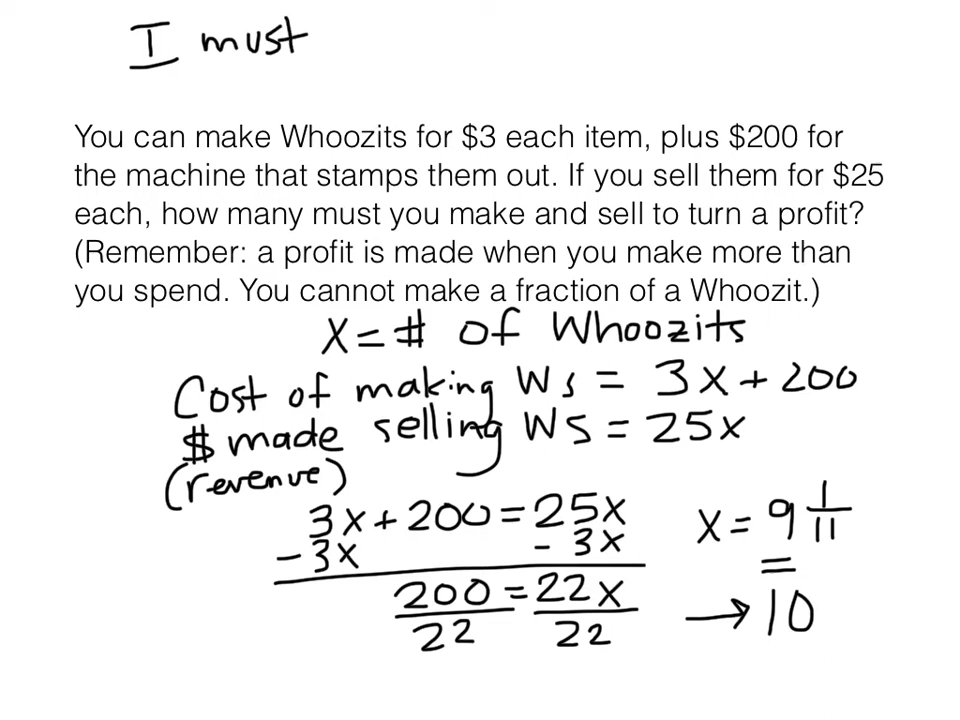 I must
You can make Whoozits for $3 each item, plus $200 for
the machine that stamps them out. If you sell them for $25
each, how many must you make and sell to turn a profit?
(Remember: a profit is made when you make more than
you spend. You cannot make a fraction of a Whoozit.)
X = # of Whoozits
Cost of making WS = 3x + 200
$ made selling WS = 25x
(revenue)
3x + 200 = 25x
- 3x - 3x
200 = 22x
22 22
x = 9 1/11
=
→ 10